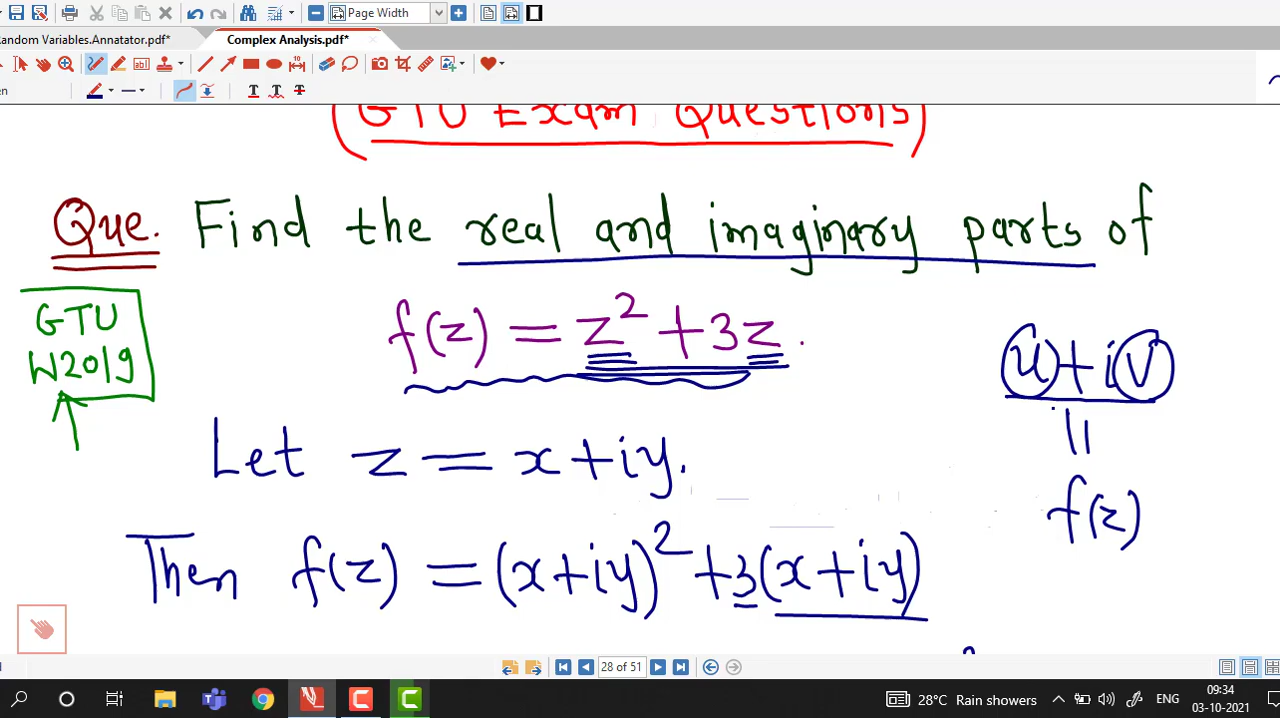 Page Width
Random Variables.Annatator.pdf*
Complex Analysis.pdf*
(GTU Exam Questions)
Que. Find the real and imaginary parts of
f(z) = z² + 3z.
GTU
W2019
u + iv
||
f(z)
Let z = x + iy.
Then f(z) = (x+iy)² + 3(x+iy)
28 of 51
28°C Rain showers
ENG
09:34
03-10-2021